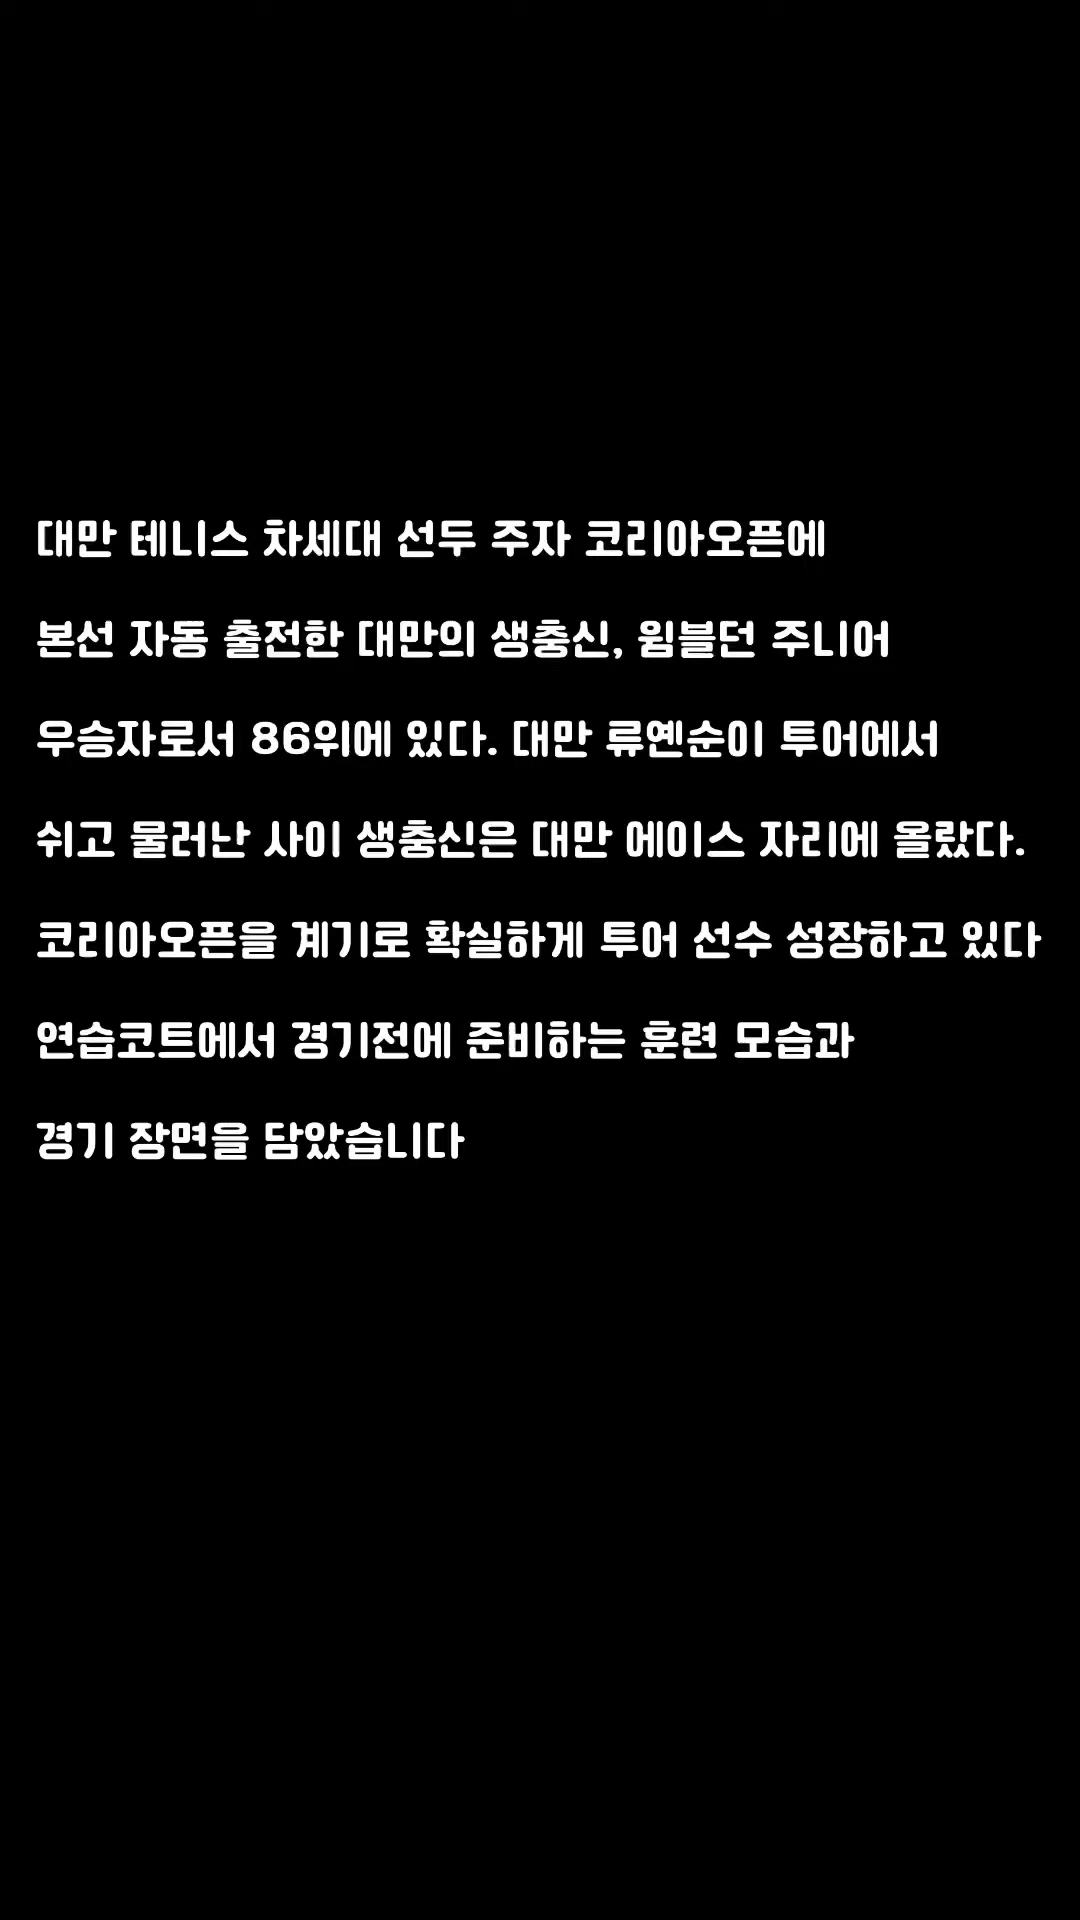 대만 테니스 차세대 선두 주자 코리아오픈에
본선 자동 출전한 대만의 생충신, 윔블던 주니어
우승자로서 86위에 있다. 대만 류옌순이 투어에서
쉬고 물러난 사이 생충신은 대만 에이스 자리에 올랐다.
코리아오픈을 계기로 확실하게 투어 선수 성장하고 있다
연습코트에서 경기전에 준비하는 훈련 모습과
경기 장면을 담았습니다